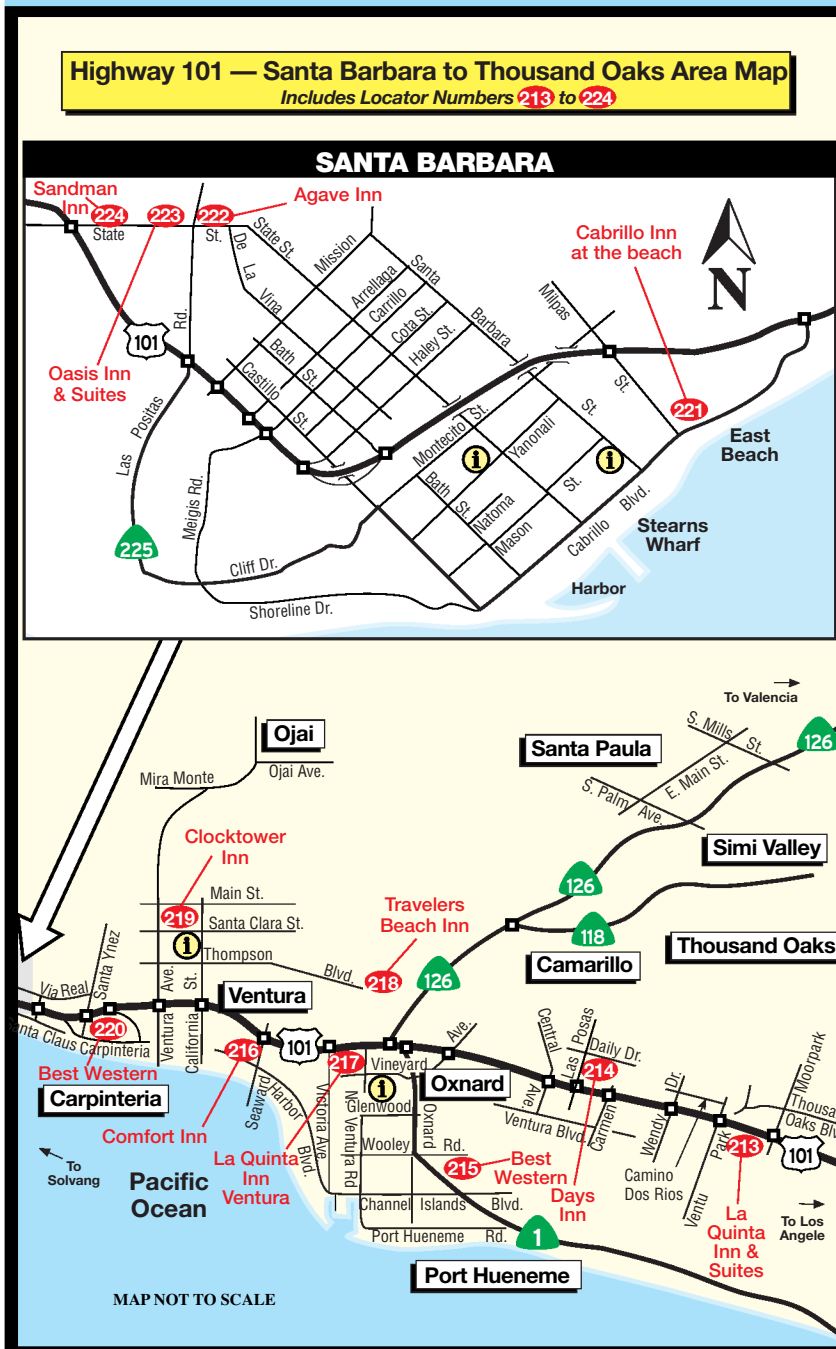 Highway 101 — Santa Barbara to Thousand Oaks Area Map
Includes Locator Numbers 213 to 224
SANTA BARBARA
Sandman
Inn
224
223
222
Agave Inn
State
St.
State St.
De La Vina
Mission
Santa Barbara St.
Arrellaga
Carrillo
Cota St.
Haley St.
Milpas St.
Cabrillo Inn
at the beach
N
101
Rd.
Oasis Inn
& Suites
Bath St.
Castillo St.
Las Positas
Meigis Rd.
225
Cliff Dr.
Shoreline Dr.
Montecito St.
Yanonali St.
i
i
Bath St.
Natoma
Mason
Cabrillo Blvd.
221
East
Beach
Stearns
Wharf
Harbor
To Valencia
Ojai
Ojai Ave.
Mira Monte
Santa Paula
S. Mills St.
126
E. Main St.
S. Palm Ave.
Simi Valley
126
118
Thousand Oaks
Camarillo
Clocktower
Inn
Main St.
219
Santa Clara St.
i
Thompson
Blvd.
Travelers
Beach Inn
218
126
Via Real
Santa Ynez
Ventura Ave.
California St.
Ventura
Santa Claus
Carpinteria
220
Best Western
Carpinteria
216
101
Comfort Inn
Seaward
Harbor Blvd.
217
La Quinta
Inn
Ventura
Victoria Ave
N. Ventura Rd
Vineyard
Ave.
i
Glenwood
Oxnard
Oxnard
Wooley Rd.
215
Best
Western
Channel Islands Blvd.
Port Hueneme Rd.
1
Port Hueneme
Central
Ave.
Las Posas
Daily Dr.
214
Ventura Blvd.
Carmen
Days
Inn
Wendy
Dr.
Camino
Dos Rios
Ventu
Park
Moorpark
Thousa
Oaks Blv
213
101
La
Quinta
Inn &
Suites
To Los
Angele
To
Solvang
Pacific
Ocean
MAP NOT TO SCALE